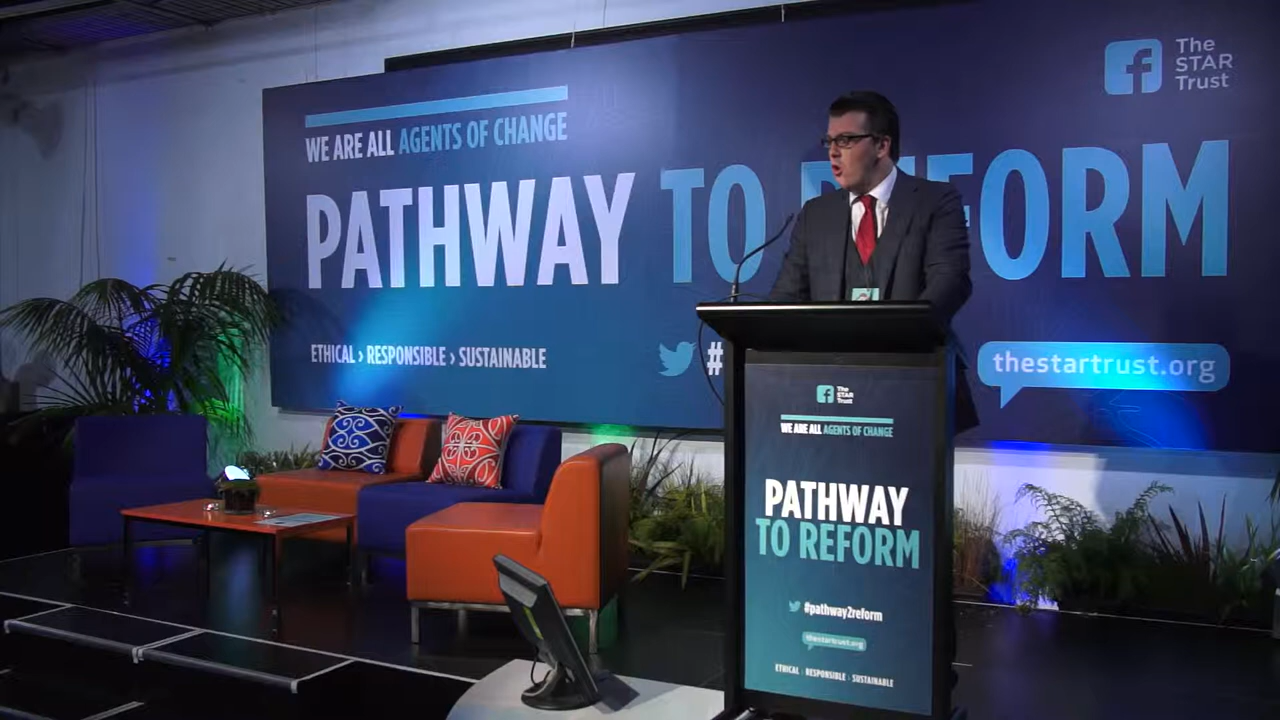 The
STAR
Trust
WE ARE ALL AGENTS OF CHANGE
PATHWAY TO REFORM
ETHICAL › RESPONSIBLE › SUSTAINABLE
#
thestartrust.org
The
STAR
Trust
WE ARE ALL AGENTS OF CHANGE
PATHWAY
TO REFORM
#pathway2reform
thestartrust.org
ETHICAL › RESPONSIBLE › SUSTAINABLE